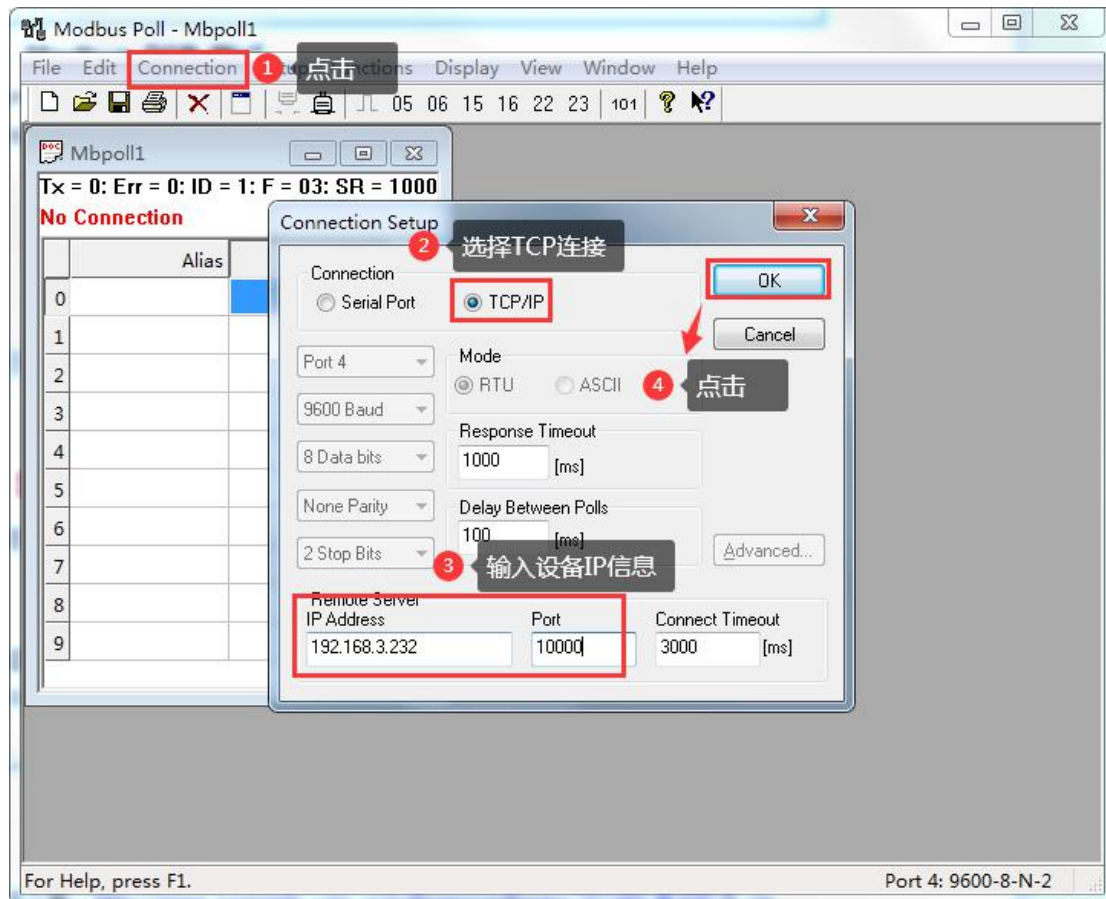 Modbus Poll - Mbpoll1
File Edit Connection 1 点击 ctions Display View Window Help
05 06 15 16 22 23 101
Mbpoll1
Tx = 0: Err = 0: ID = 1: F = 03: SR = 1000
No Connection
Alias
0
1
2
3
4
5
6
7
8
9
Connection Setup
2 选择TCP连接
Connection
Serial Port TCP/IP
OK
Cancel
Port 4
9600 Baud
8 Data bits
None Parity
2 Stop Bits
Mode
RTU ASCII
4 点击
Response Timeout
1000 [ms]
Delay Between Polls
100 [ms]
Advanced...
3 输入设备IP信息
Remote Server
IP Address Port Connect Timeout
192.168.3.232 10000 3000 [ms]
For Help, press F1. Port 4: 9600-8-N-2